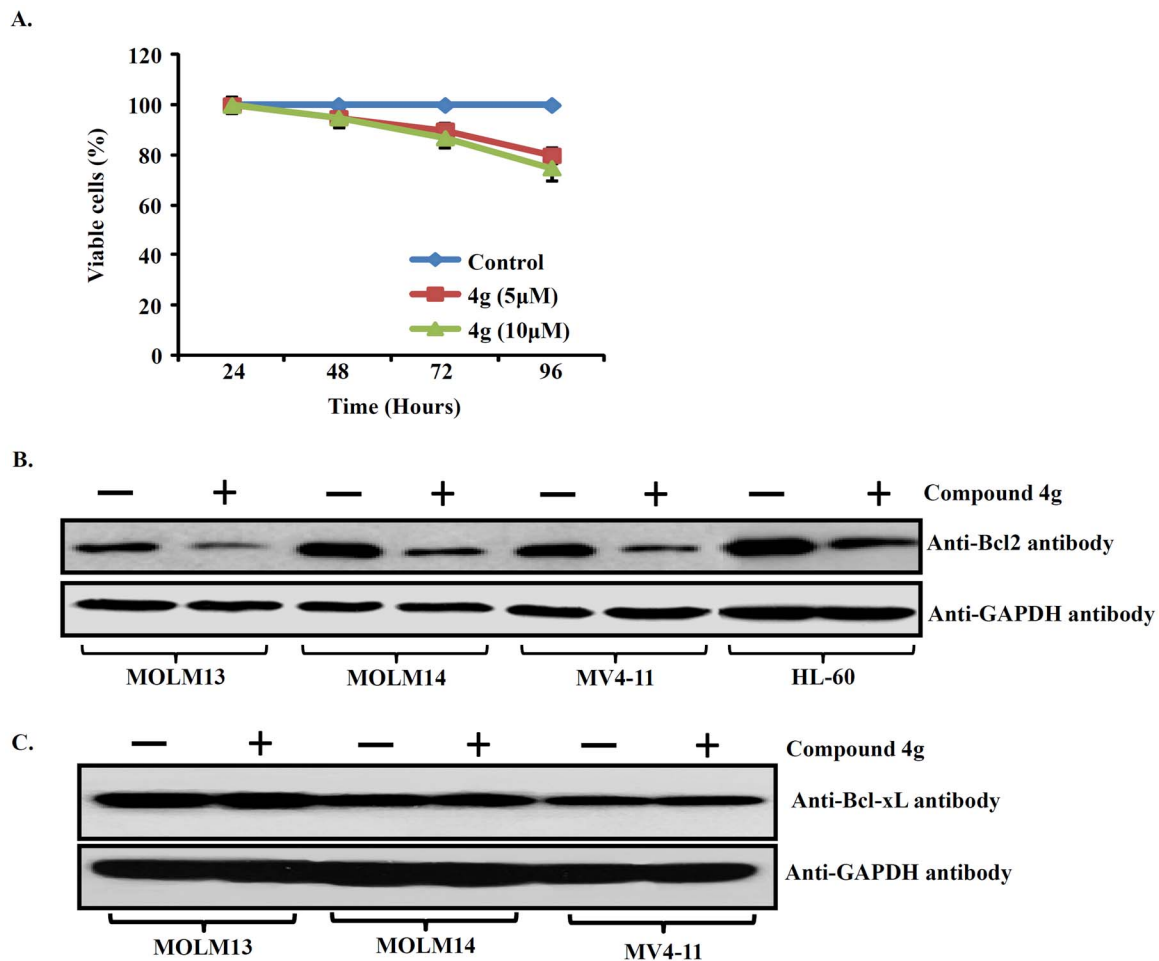 A.
120
100
80
60
40
20
0
Viable cells (%)
Control
4g (5µM)
4g (10µM)
24 48 72 96
Time (Hours)
B.
— + — + — + — + Compound 4g
Anti-Bcl2 antibody
Anti-GAPDH antibody
MOLM13 MOLM14 MV4-11 HL-60
C.
— + — + — + Compound 4g
Anti-Bcl-xL antibody
Anti-GAPDH antibody
MOLM13 MOLM14 MV4-11